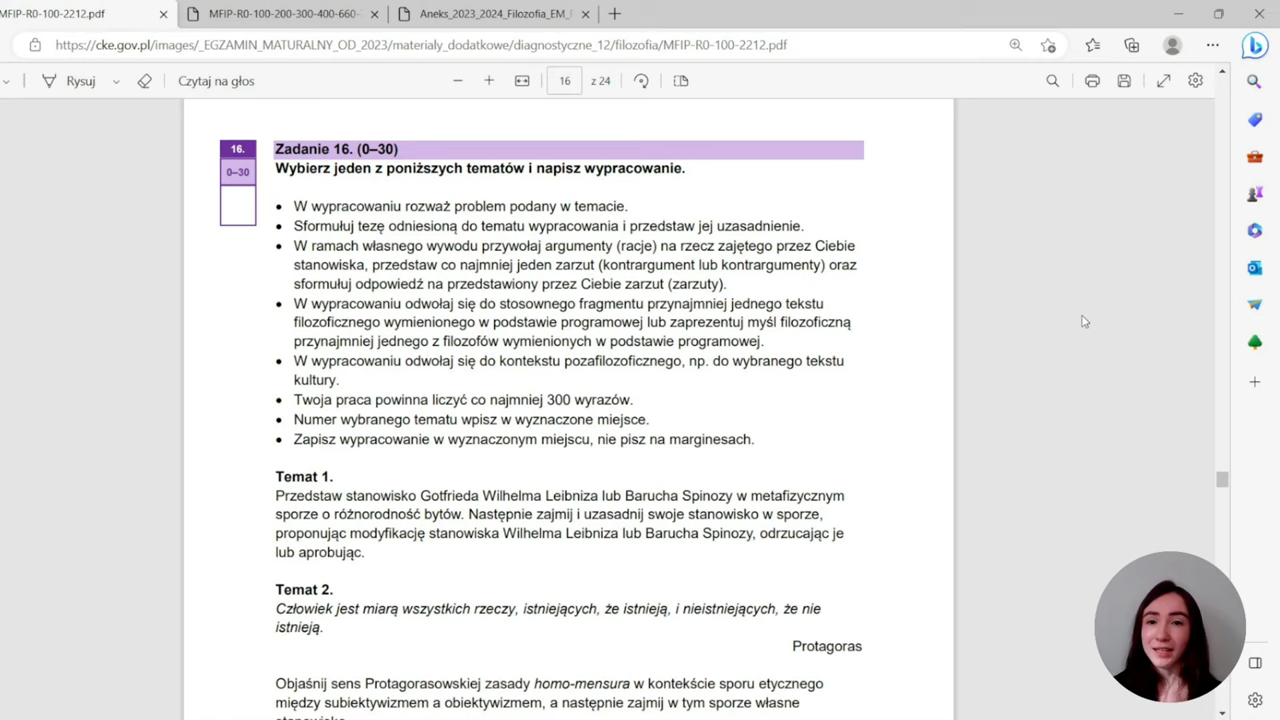 MFIP-R0-100-2212.pdf
MFIP-R0-100-200-300-400-660-
Aneks_2023_2024_Filozofia_EM_
https://cke.gov.pl/images/_EGZAMIN_MATURALNY_OD_2023/materialy_dodatkowe/diagnostyczne_12/filozofia/MFIP-R0-100-2212.pdf
Rysuj
Czytaj na głos
16
z 24
16.
Zadanie 16. (0–30)
0–30
Wybierz jeden z poniższych tematów i napisz wypracowanie.
• W wypracowaniu rozważ problem podany w temacie.
• Sformułuj tezę odniesioną do tematu wypracowania i przedstaw jej uzasadnienie.
• W ramach własnego wywodu przywołaj argumenty (racje) na rzecz zajętego przez Ciebie
stanowiska, przedstaw co najmniej jeden zarzut (kontrargument lub kontrargumenty) oraz
sformułuj odpowiedź na przedstawiony przez Ciebie zarzut (zarzuty).
• W wypracowaniu odwołaj się do stosownego fragmentu przynajmniej jednego tekstu
filozoficznego wymienionego w podstawie programowej lub zaprezentuj myśl filozoficzną
przynajmniej jednego z filozofów wymienionych w podstawie programowej.
• W wypracowaniu odwołaj się do kontekstu pozafilozoficznego, np. do wybranego tekstu
kultury.
• Twoja praca powinna liczyć co najmniej 300 wyrazów.
• Numer wybranego tematu wpisz w wyznaczone miejsce.
• Zapisz wypracowanie w wyznaczonym miejscu, nie pisz na marginesach.
Temat 1.
Przedstaw stanowisko Gotfrieda Wilhelma Leibniza lub Barucha Spinozy w metafizycznym
sporze o różnorodność bytów. Następnie zajmij i uzasadnij swoje stanowisko w sporze,
proponując modyfikację stanowiska Wilhelma Leibniza lub Barucha Spinozy, odrzucając je
lub aprobując.
Temat 2.
Człowiek jest miarą wszystkich rzeczy, istniejących, że istnieją, i nieistniejących, że nie
istnieją.
Protagoras
Objaśnij sens Protagorasowskiej zasady homo-mensura w kontekście sporu etycznego
między subiektywizmem a obiektywizmem, a następnie zajmij w tym sporze własne
stanowisko.